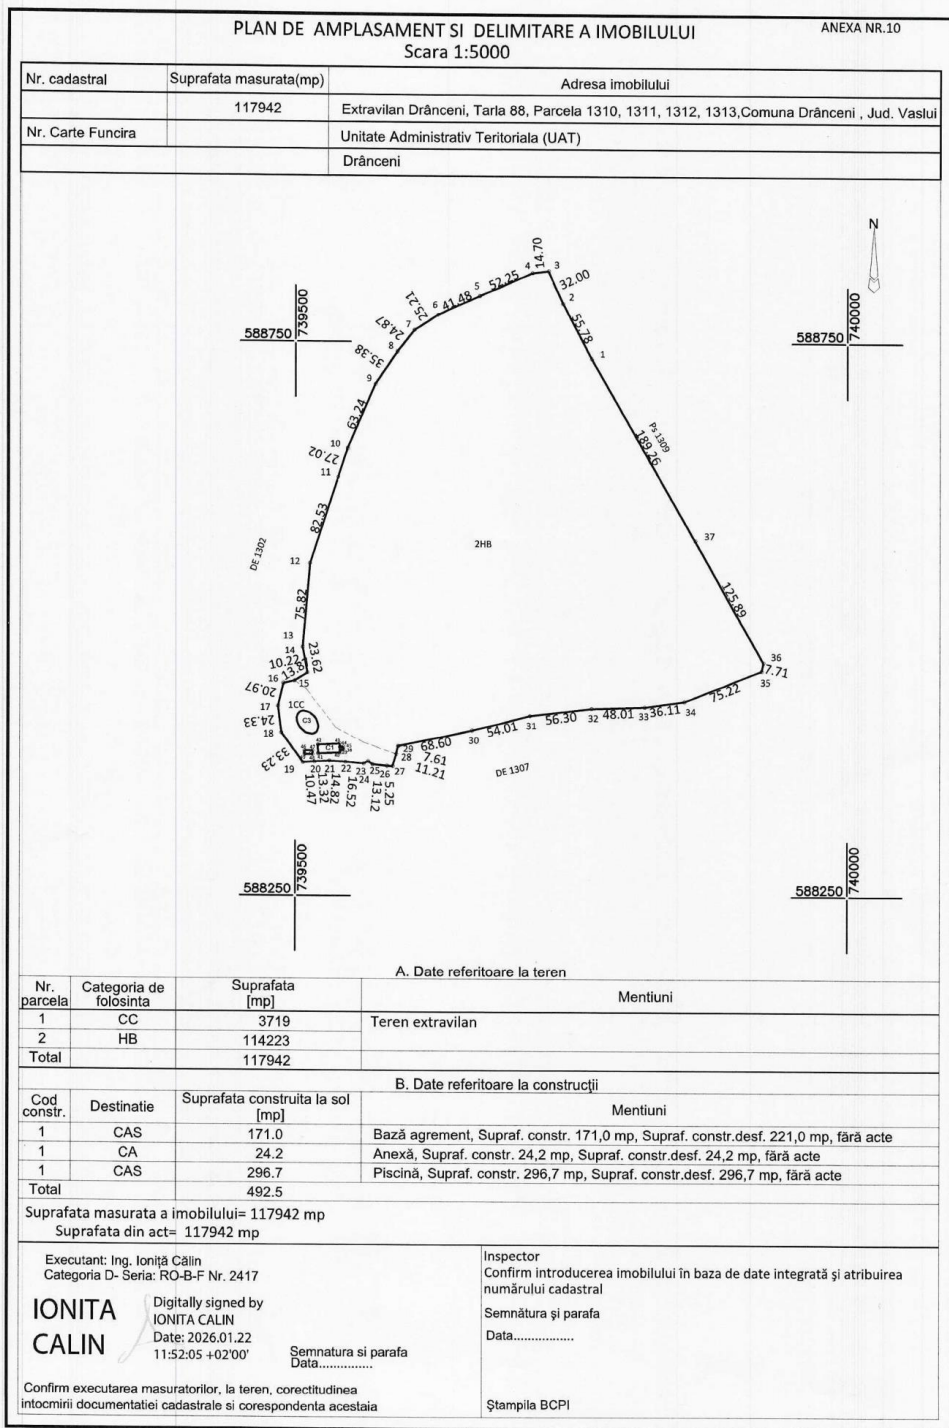 PLAN DE AMPLASAMENT SI DELIMITARE A IMOBILULUI
ANEXA NR.10
Scara 1:5000
Nr. cadastral Suprafata masurata(mp) Adresa imobilului
117942 Extravilan Drânceni, Tarla 88, Parcela 1310, 1311, 1312, 1313,Comuna Drânceni , Jud. Vaslui
Nr. Carte Funcira Unitate Administrativ Teritoriala (UAT)
Drânceni
N
588750 739500
588750 740000
14.70
4 3
32.00
2
55.78
1
52.25
5
41.48
6
25.21
7
24.87
8
35.38
9
63.24
10
27.02
11
82.53
12
DE 1302
75.82
Ps 1309
189.26
37
2HB
125.89
36
7.71
35
75.22
34
36.11
33
48.01
32
56.30
31
54.01
30
68.60
29
7.61
28
11.21
27
DE 1307
13
14
23.62
10.22
13.87
15
16
20.97
17
1CC
24.33
C3
18
33.23
C1
19 20 21 22 23 24 25 26
10.47
13.32
14.82
16.52
13.12
5.25
588250 739500
588250 740000
A. Date referitoare la teren
Nr. parcela Categoria de folosinta Suprafata [mp] Mentiuni
1 CC 3719 Teren extravilan
2 HB 114223
Total 117942
B. Date referitoare la construcţii
Cod constr. Destinatie Suprafata construita la sol [mp] Mentiuni
1 CAS 171.0 Bază agrement, Supraf. constr. 171,0 mp, Supraf. constr.desf. 221,0 mp, fără acte
1 CA 24.2 Anexă, Supraf. constr. 24,2 mp, Supraf. constr.desf. 24,2 mp, fără acte
1 CAS 296.7 Piscină, Supraf. constr. 296,7 mp, Supraf. constr.desf. 296,7 mp, fără acte
Total 492.5
Suprafata masurata a imobilului= 117942 mp
Suprafata din act= 117942 mp
Executant: Ing. Ioniţă Călin
Categoria D- Seria: RO-B-F Nr. 2417
IONITA
CALIN
Digitally signed by
IONITA CALIN
Date: 2026.01.22
11:52:05 +02'00'
Semnatura si parafa
Data...............
Confirm executarea masuratorilor, la teren, corectitudinea
intocmirii documentatiei cadastrale si corespondenta acestaia
Inspector
Confirm introducerea imobilului în baza de date integrată şi atribuirea
numărului cadastral
Semnătura şi parafa
Data.................
Ştampila BCPI